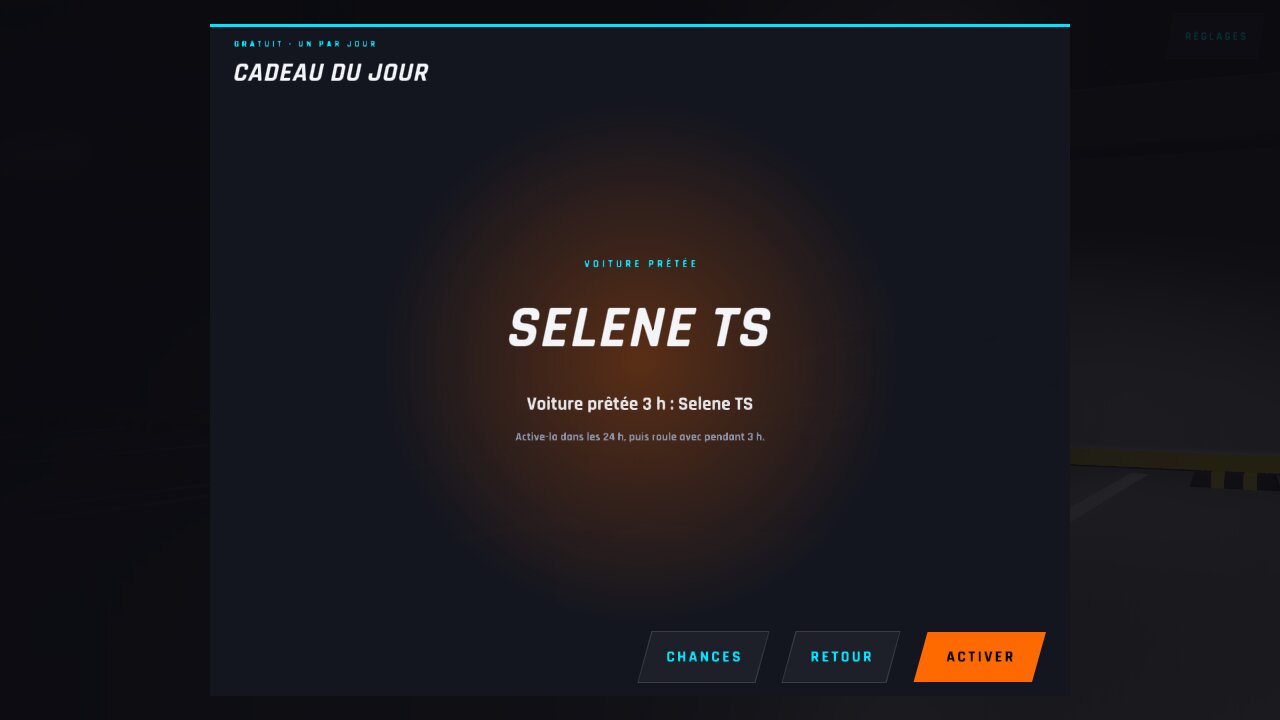 RÉGLAGES
GRATUIT · UN PAR JOUR
CADEAU DU JOUR
VOITURE PRÊTÉE
SELENE TS
Voiture prêtée 3 h : Selene TS
Active-la dans les 24 h, puis roule avec pendant 3 h.
CHANCES
RETOUR
ACTIVER